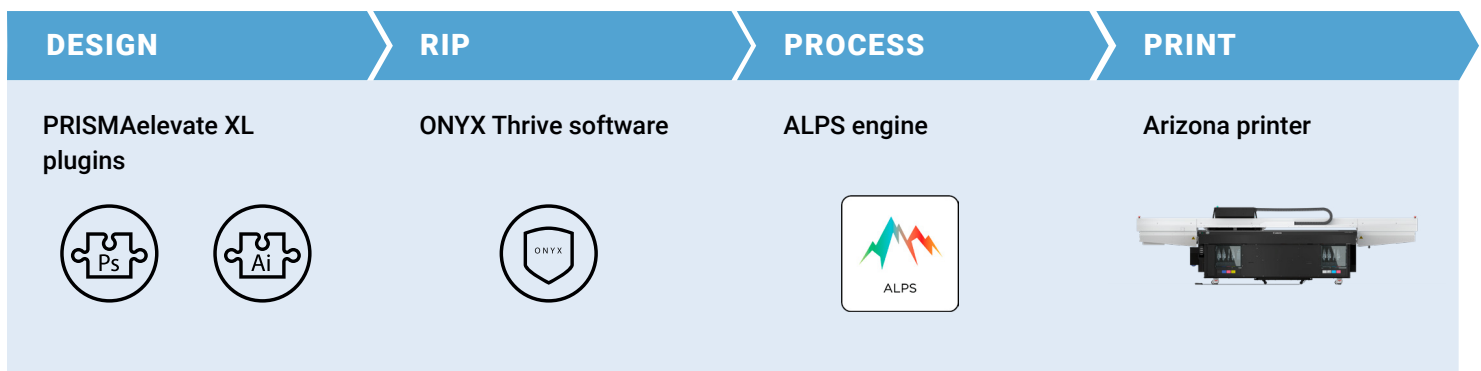 DESIGN
RIP
PROCESS
PRINT
PRISMAelevate XL
plugins
ONYX Thrive software
ALPS engine
Arizona printer
Ps
Ai
ONYX
ALPS